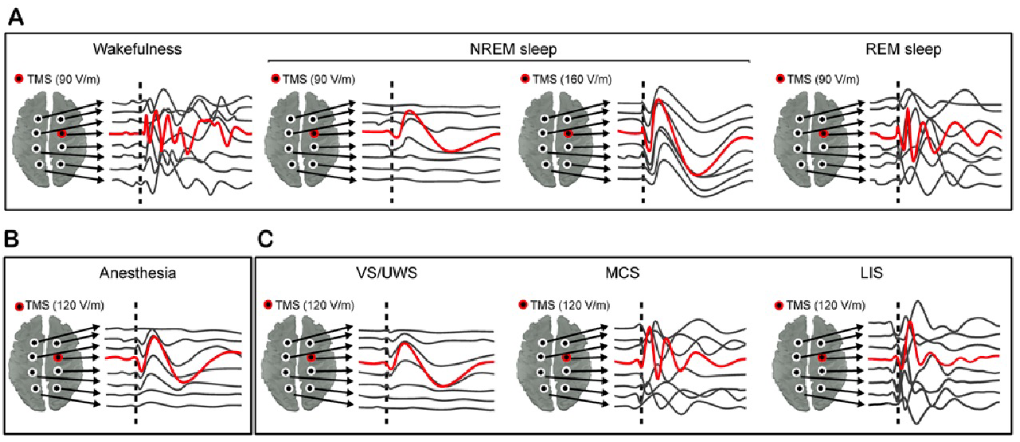 A
Wakefulness
NREM sleep
REM sleep
TMS (90 V/m)
TMS (90 V/m)
TMS (160 V/m)
TMS (90 V/m)
B
C
Anesthesia
VS/UWS
MCS
LIS
TMS (120 V/m)
TMS (120 V/m)
TMS (120 V/m)
TMS (120 V/m)